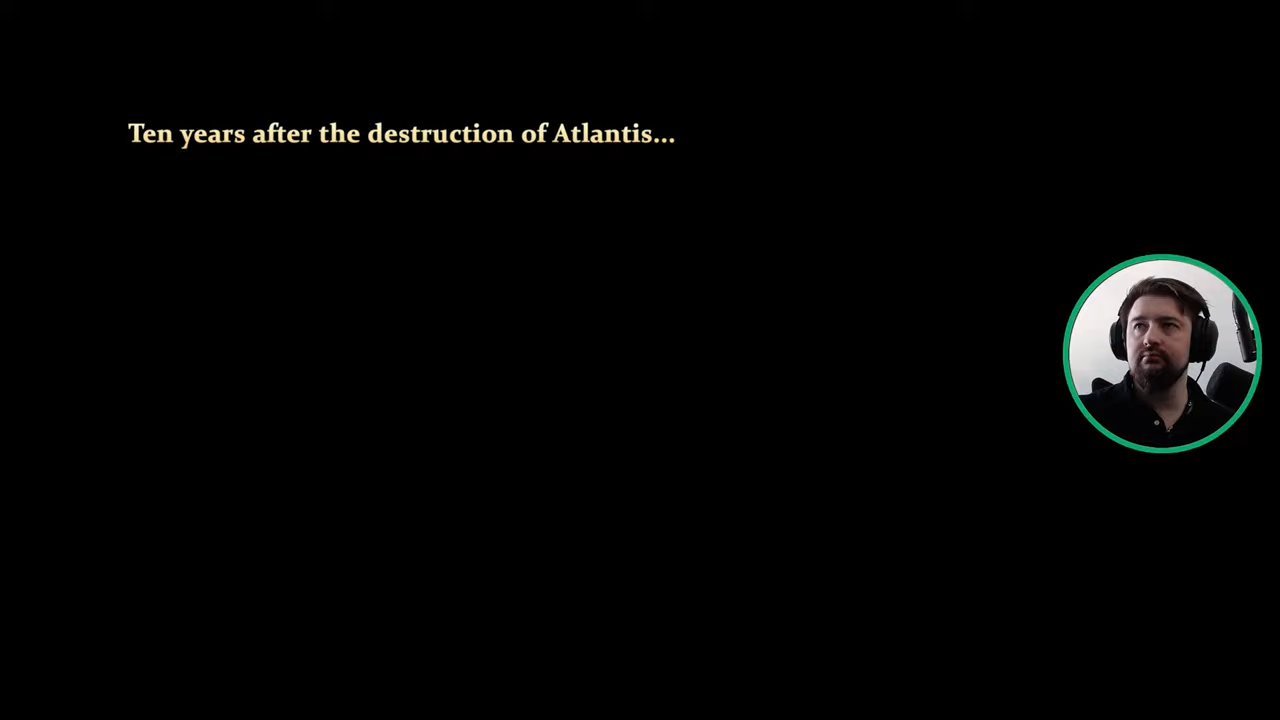 Ten years after the destruction of Atlantis...